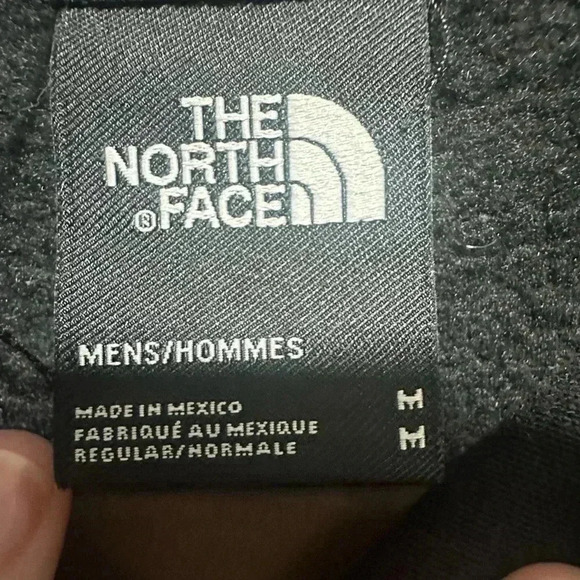 THE
NORTH
®FACE
MENS/HOMMES
MADE IN MEXICO M
FABRIQUÉ AU MEXIQUE M
REGULAR/NORMALE